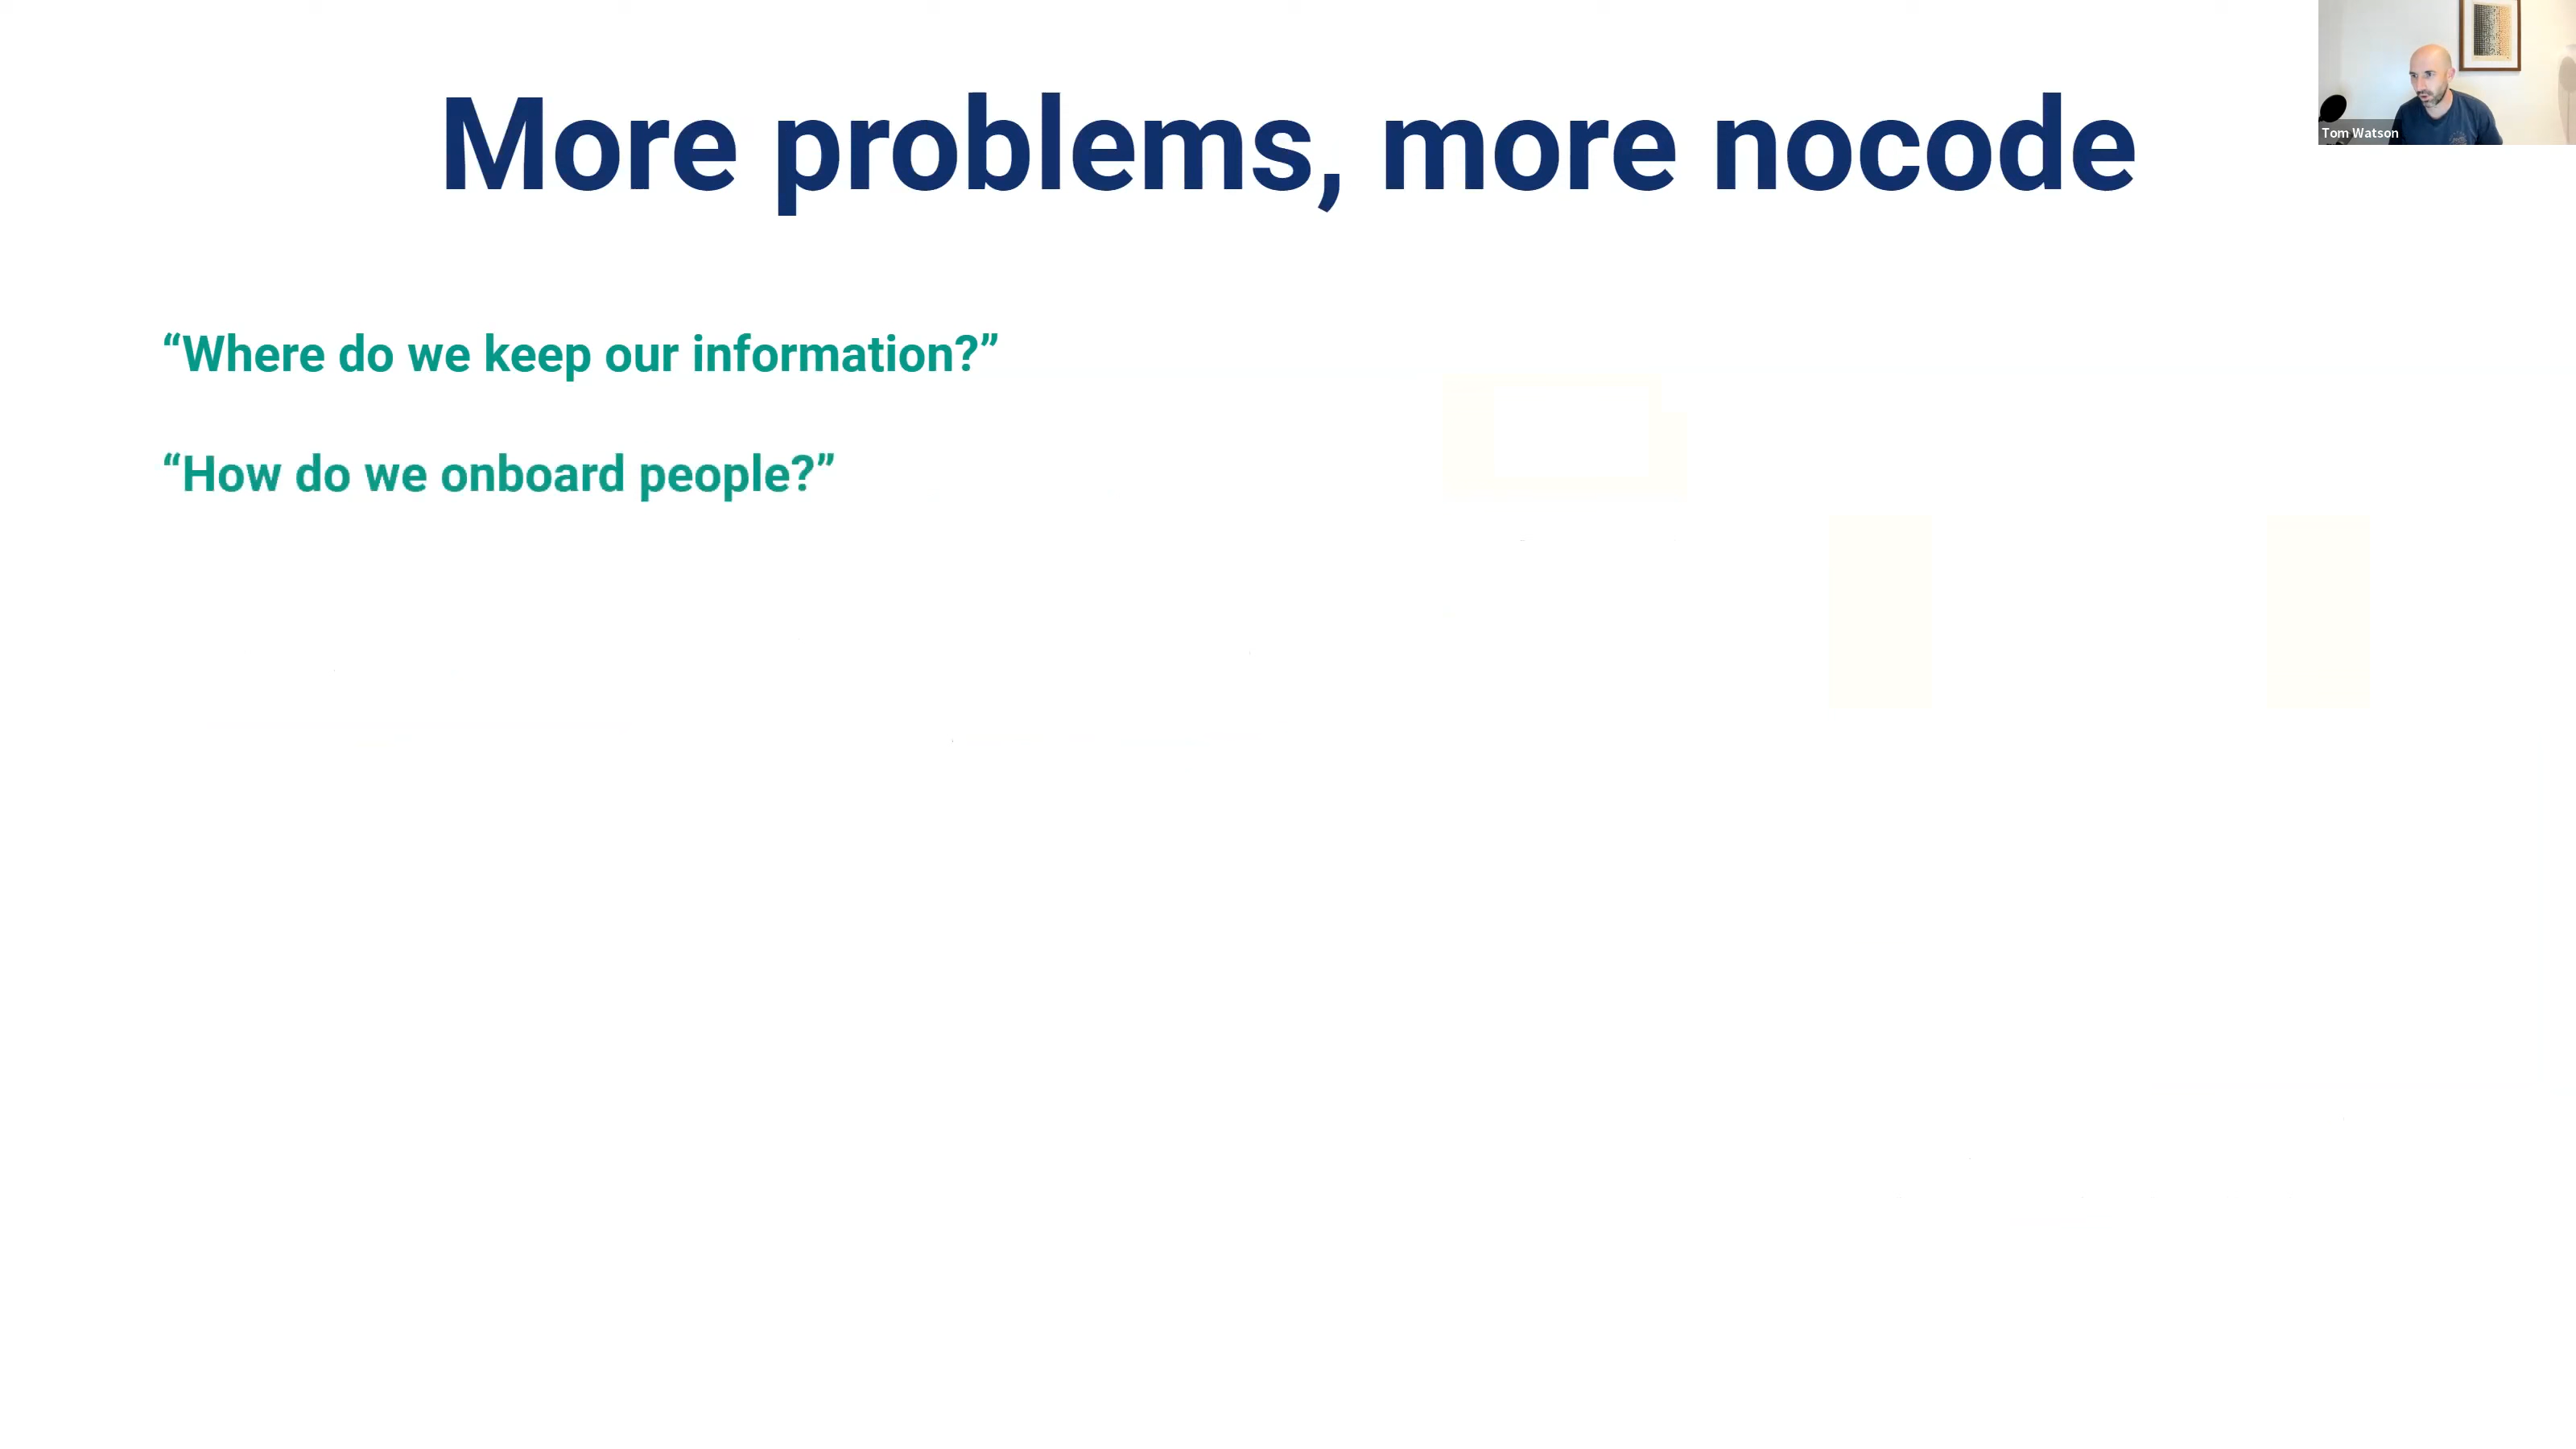 More problems, more nocode
Tom Watson
“Where do we keep our information?”
“How do we onboard people?”